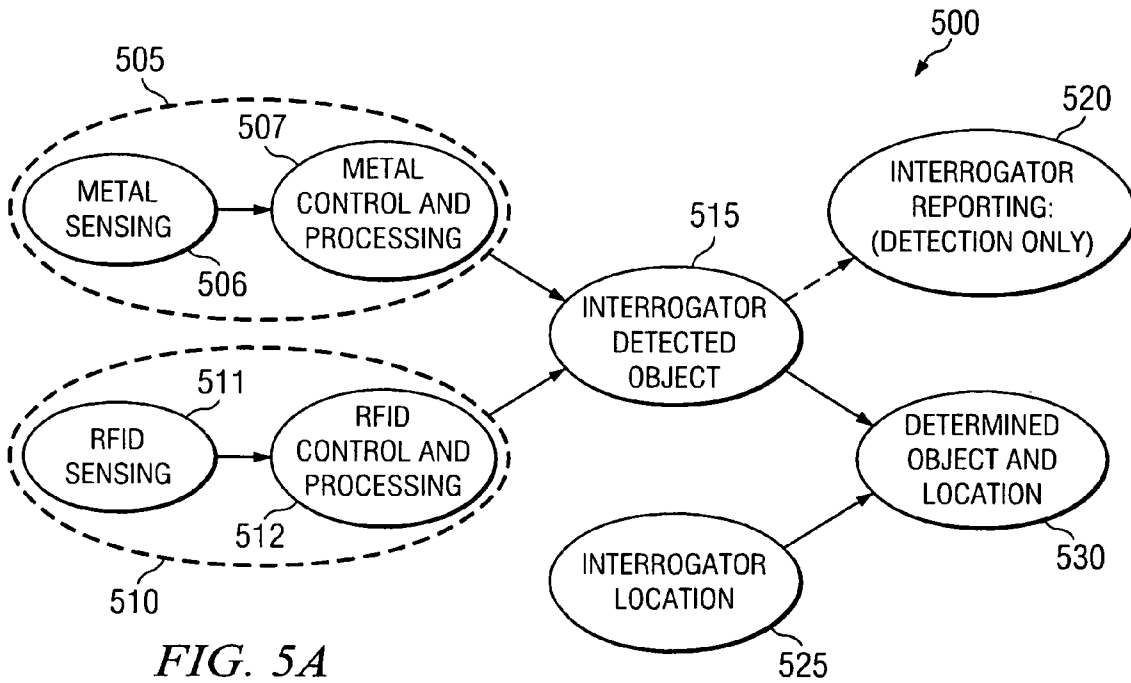 500
505
520
507
METAL
SENSING
506
METAL
CONTROL AND
PROCESSING
INTERROGATOR
REPORTING:
(DETECTION ONLY)
515
INTERROGATOR
DETECTED
OBJECT
511
RFID
SENSING
RFID
CONTROL AND
PROCESSING
512
510
DETERMINED
OBJECT AND
LOCATION
530
INTERROGATOR
LOCATION
525
FIG. 5A